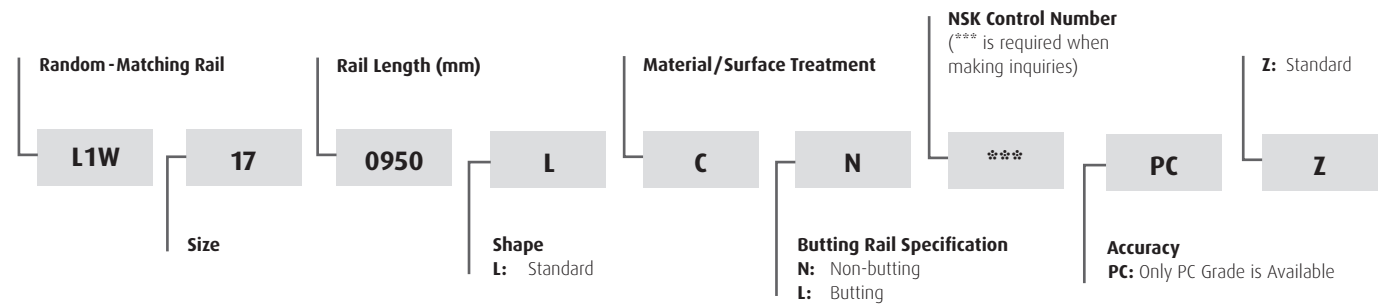 NSK Control Number
(*** is required when
making inquiries)
Random-Matching Rail
Rail Length (mm)
Material/Surface Treatment
Z: Standard
L1W
17
0950
L
C
N
***
PC
Z
Size
Shape
L: Standard
Butting Rail Specification
N: Non-butting
L: Butting
Accuracy
PC: Only PC Grade is Available